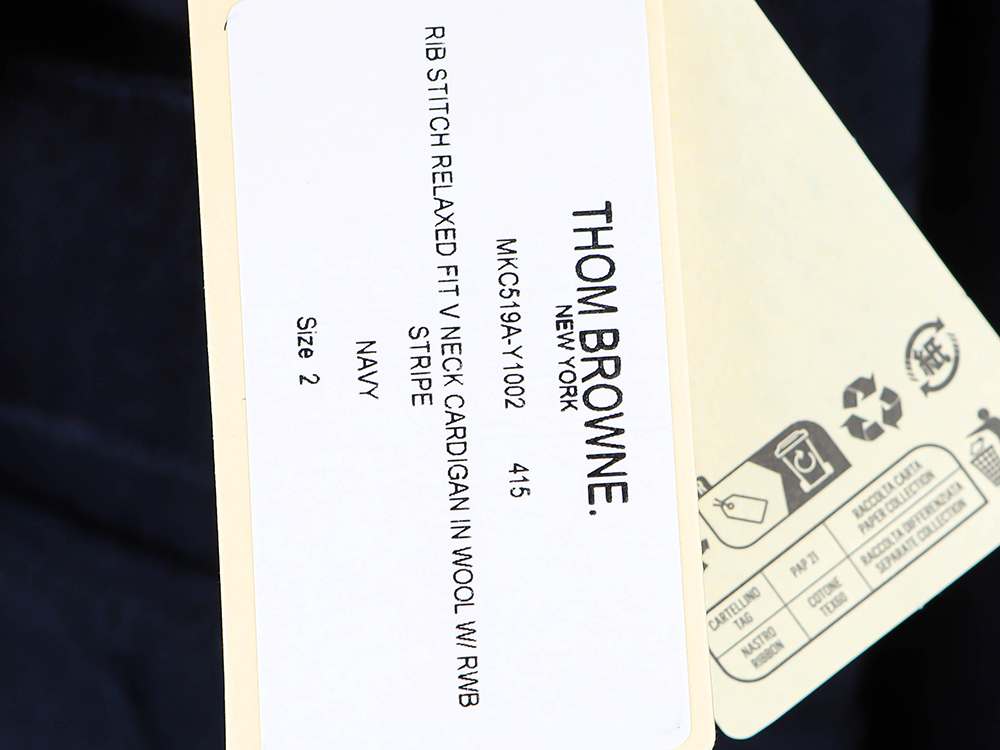 THOM BROWNE.
NEW YORK
MKC519A-Y1002 415
RIB STITCH RELAXED FIT V NECK CARDIGAN IN WOOL W/ RWB
STRIPE
NAVY
Size 2
紙
CARTELLINO
TAG
PAP 21
RACCOLTA CARTA
PAPER COLLECTION
NASTRO
RIBBON
COTONE
TEX60
RACCOLTA DIFFERENZIATA
SEPARATE COLLECTION